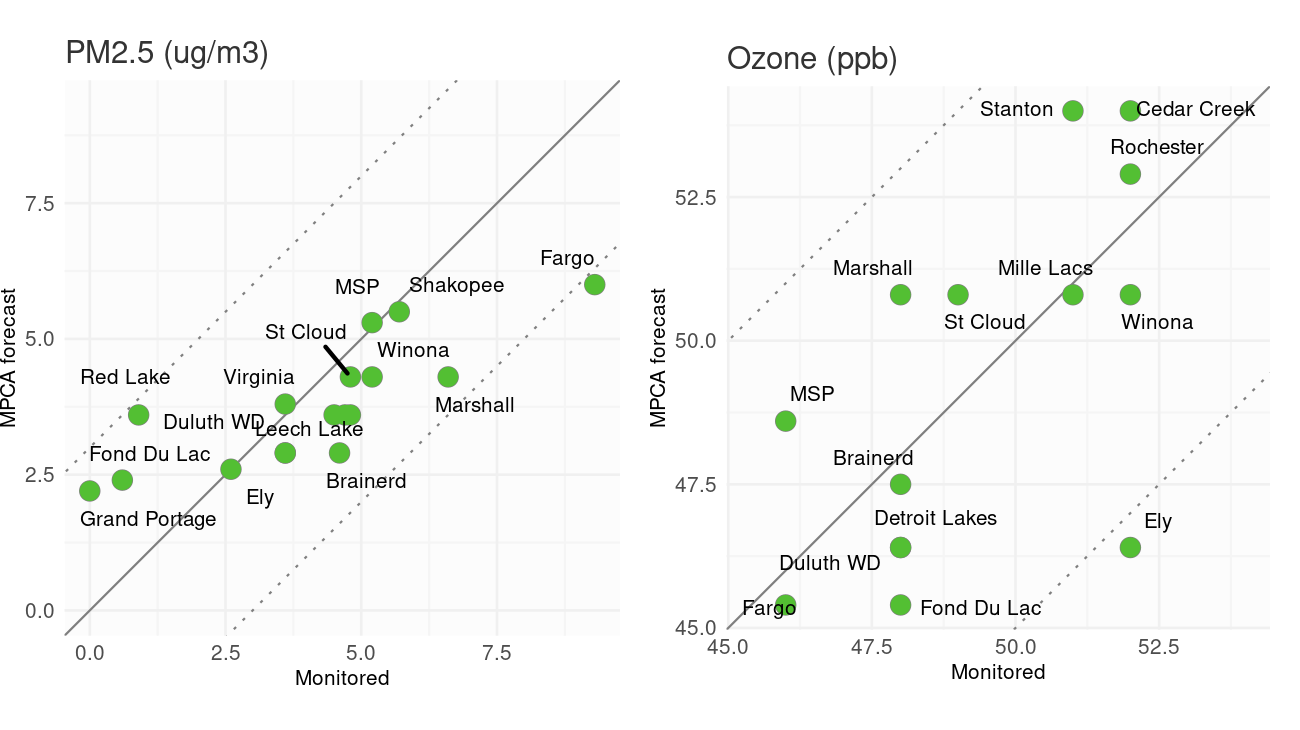 PM2.5 (ug/m3)
MPCA forecast
7.5
5.0
2.5
0.0
Fargo
MSP
Shakopee
St Cloud
Winona
Red Lake
Virginia
Marshall
Duluth WD
Leech Lake
Fond Du Lac
Brainerd
Ely
Grand Portage
0.0
2.5
5.0
7.5
Monitored
Ozone (ppb)
MPCA forecast
52.5
50.0
47.5
45.0
Stanton
Cedar Creek
Rochester
Marshall
Mille Lacs
St Cloud
Winona
MSP
Brainerd
Detroit Lakes
Ely
Duluth WD
Fargo
Fond Du Lac
45.0
47.5
50.0
52.5
Monitored